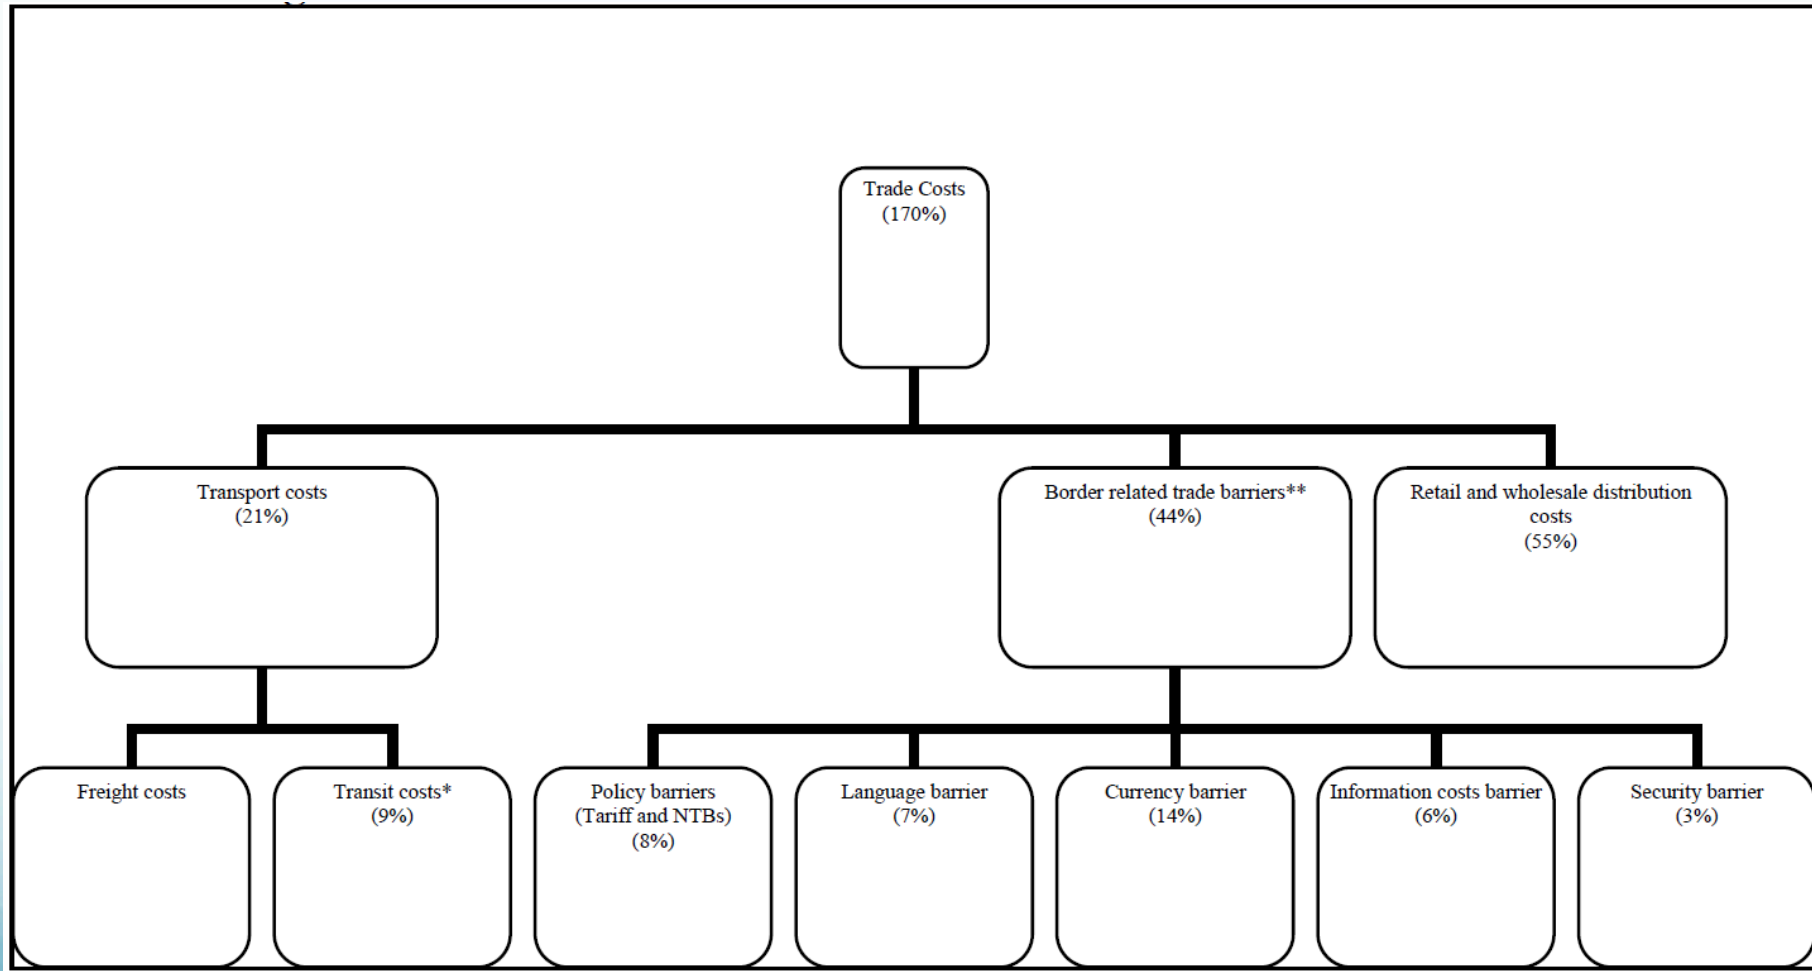 Trade Costs
(170%)
Transport costs
(21%)
Border related trade barriers**
(44%)
Retail and wholesale distribution
costs
(55%)
Freight costs
Transit costs*
(9%)
Policy barriers
(Tariff and NTBs)
(8%)
Language barrier
(7%)
Currency barrier
(14%)
Information costs barrier
(6%)
Security barrier
(3%)